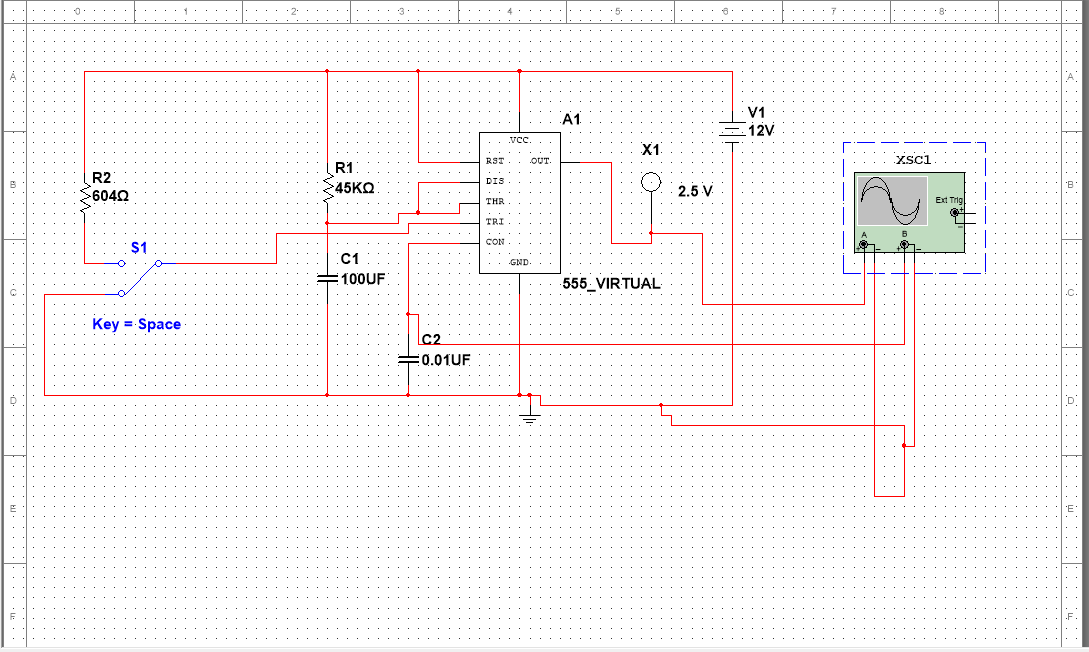 0 1 2 3 4 5 6 7 8
A A
V1
12V
A1
VCC
X1
XSC1
B B
RST OUT
R1
45KΩ
R2
604Ω
DIS
2.5 V
THR
Ext Trig
+
−
TRI
A B
+ − + −
CON
S1
C1
100UF
GND
555_VIRTUAL
C C
Key = Space
C2
0.01UF
D D
E E
F F